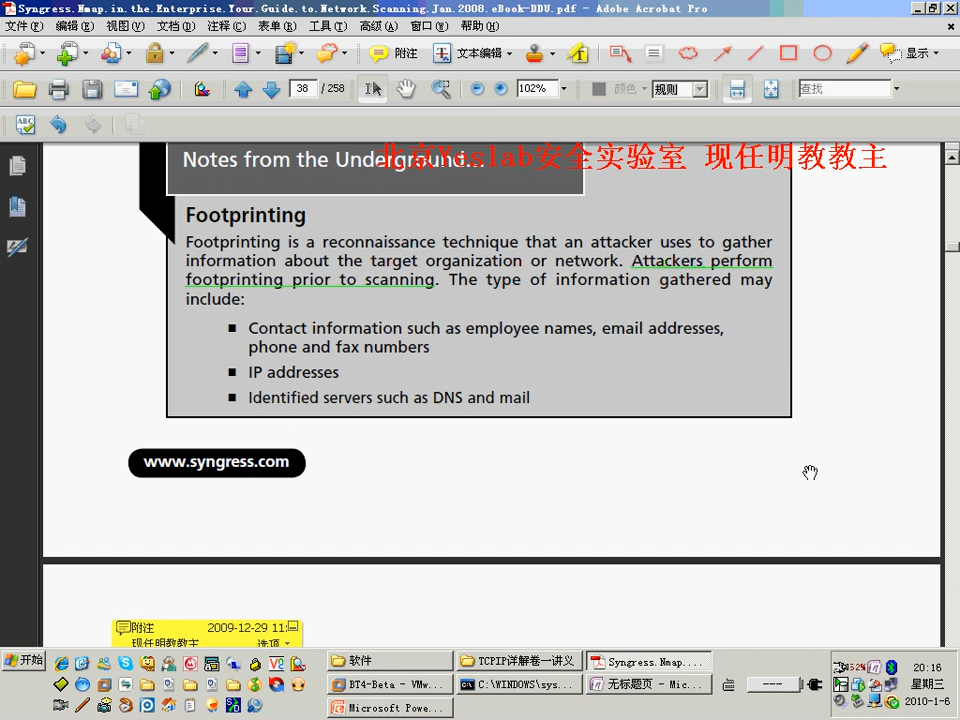 Syngress.Nmap.in.the.Enterprise.Your.Guide.to.Network.Scanning.Jan.2008.eBook-DDU.pdf - Adobe Acrobat Pro
文件(F) 编辑(E) 视图(V) 文档(D) 注释(C) 表单(R) 工具(T) 高级(A) 窗口(W) 帮助(H)
附注 文本编辑 显示
38 / 258 102% 颜色 规则 查找
北京Yeslab安全实验室 现任明教教主
Notes from the Underground...
Footprinting
Footprinting is a reconnaissance technique that an attacker uses to gather
information about the target organization or network. Attackers perform
footprinting prior to scanning. The type of information gathered may
include:
■ Contact information such as employee names, email addresses,
phone and fax numbers
■ IP addresses
■ Identified servers such as DNS and mail
www.syngress.com
附注 2009-12-29 11:
现任明教教主 选项
开始 软件 TCPIP详解卷一讲义 Syngress.Nmap.... 52% 20:16
BT4-Beta - VMw... C:\WINDOWS\sys... 无标题页 - Mic... --- 星期三
Microsoft Powe... 2010-1-6